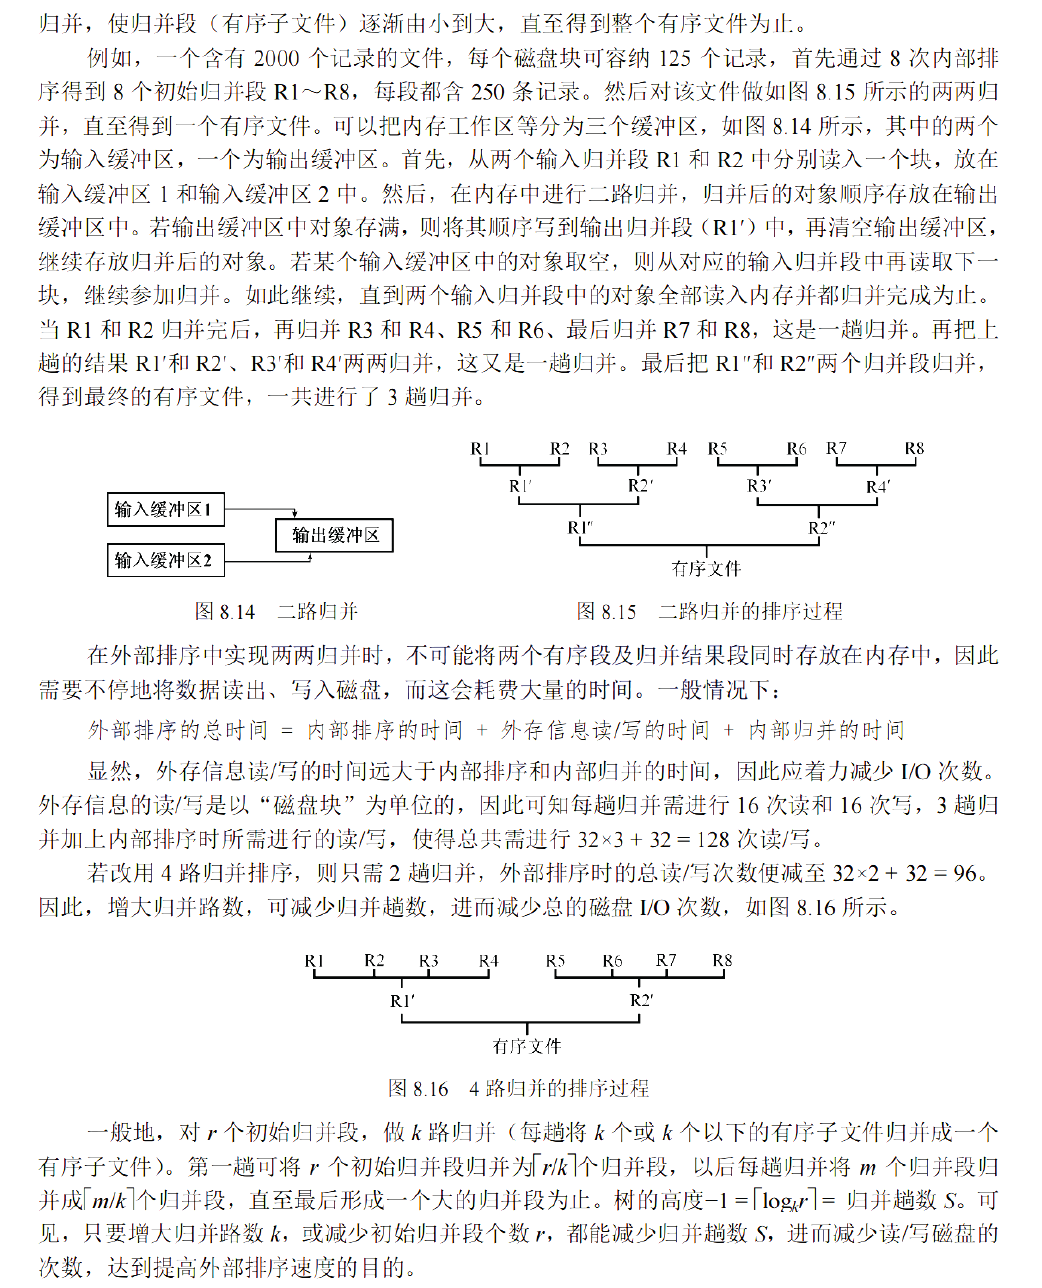 归并，使归并段（有序子文件）逐渐由小到大，直至得到整个有序文件为止。
例如，一个含有 2000 个记录的文件，每个磁盘块可容纳 125 个记录，首先通过 8 次内部排
序得到 8 个初始归并段 R1～R8，每段都含 250 条记录。然后对该文件做如图 8.15 所示的两两归
并，直至得到一个有序文件。可以把内存工作区等分为三个缓冲区，如图 8.14 所示，其中的两个
为输入缓冲区，一个为输出缓冲区。首先，从两个输入归并段 R1 和 R2 中分别读入一个块，放在
输入缓冲区 1 和输入缓冲区 2 中。然后，在内存中进行二路归并，归并后的对象顺序存放在输出
缓冲区中。若输出缓冲区中对象存满，则将其顺序写到输出归并段（R1′）中，再清空输出缓冲区，
继续存放归并后的对象。若某个输入缓冲区中的对象取空，则从对应的输入归并段中再读取下一
块，继续参加归并。如此继续，直到两个输入归并段中的对象全部读入内存并都归并完成为止。
当 R1 和 R2 归并完后，再归并 R3 和 R4、R5 和 R6、最后归并 R7 和 R8，这是一趟归并。再把上
趟的结果 R1′和 R2′、R3′和 R4′两两归并，这又是一趟归并。最后把 R1″和 R2″两个归并段归并，
得到最终的有序文件，一共进行了 3 趟归并。
输入缓冲区1
输入缓冲区2
输出缓冲区
图 8.14 二路归并
R1 R2 R3 R4 R5 R6 R7 R8
R1′ R2′ R3′ R4′
R1″ R2″
有序文件
图 8.15 二路归并的排序过程
在外部排序中实现两两归并时，不可能将两个有序段及归并结果段同时存放在内存中，因此
需要不停地将数据读出、写入磁盘，而这会耗费大量的时间。一般情况下：
外部排序的总时间 = 内部排序的时间 + 外存信息读/写的时间 + 内部归并的时间
显然，外存信息读/写的时间远大于内部排序和内部归并的时间，因此应着力减少 I/O 次数。
外存信息的读/写是以“磁盘块”为单位的，因此可知每趟归并需进行 16 次读和 16 次写，3 趟归
并加上内部排序时所需进行的读/写，使得总共需进行 32×3 + 32 = 128 次读/写。
若改用 4 路归并排序，则只需 2 趟归并，外部排序时的总读/写次数便减至 32×2 + 32 = 96。
因此，增大归并路数，可减少归并趟数，进而减少总的磁盘 I/O 次数，如图 8.16 所示。
R1 R2 R3 R4 R5 R6 R7 R8
R1′ R2′
有序文件
图 8.16 4 路归并的排序过程
一般地，对 r 个初始归并段，做 k 路归并（每趟将 k 个或 k 个以下的有序子文件归并成一个
有序子文件）。第一趟可将 r 个初始归并段归并为⌈r/k⌉个归并段，以后每趟归并将 m 个归并段归
并成⌈m/k⌉个归并段，直至最后形成一个大的归并段为止。树的高度−1 =⌈logₖr⌉ = 归并趟数 S。可
见，只要增大归并路数 k，或减少初始归并段个数 r，都能减少归并趟数 S，进而减少读/写磁盘的
次数，达到提高外部排序速度的目的。